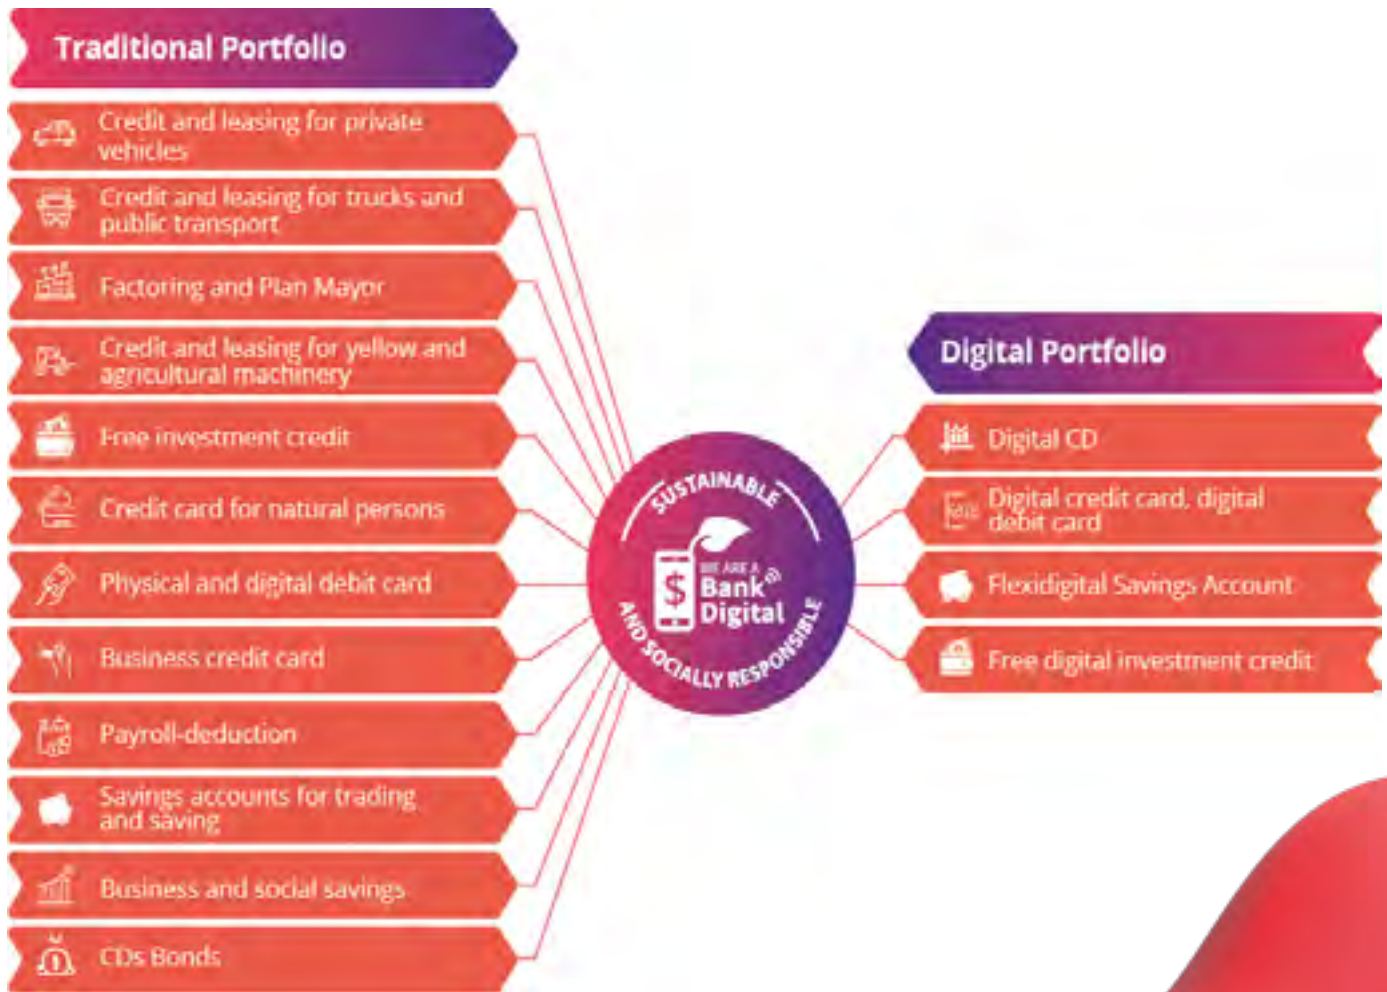 Traditional Portfolio
Credit and leasing for private
vehicles
Credit and leasing for trucks and
public transport
Factoring and Plan Mayor
Credit and leasing for yellow and
agricultural machinery
Free investment credit
Credit card for natural persons
Physical and digital debit card
Business credit card
Payroll-deduction
Savings accounts for trading
and saving
Business and social savings
CDs Bonds
SUSTAINABLE
WE ARE A
Bank
Digital
$
AND SOCIALLY RESPONSIBLE
Digital Portfolio
Digital CD
Digital credit card, digital
debit card
Flexidigital Savings Account
Free digital investment credit